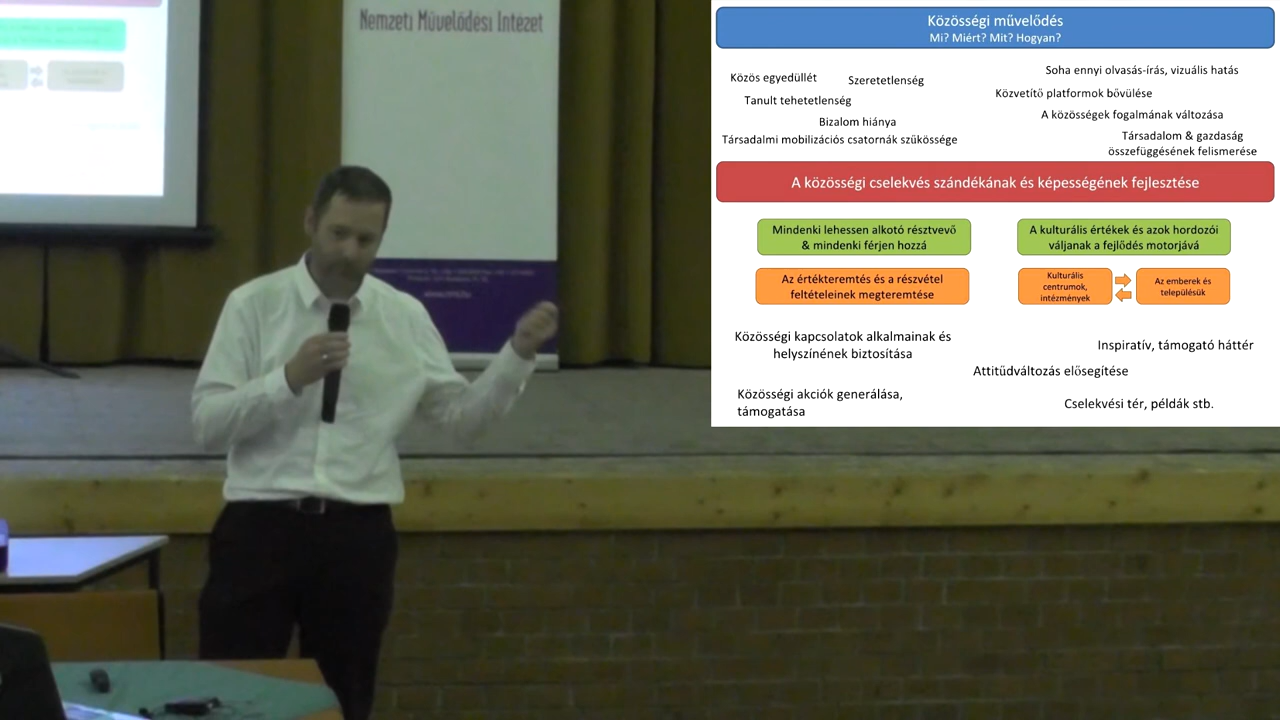 Nemzeti Művelődési Intézet
Közösségi művelődés
Mi? Miért? Mit? Hogyan?
Közös egyedüllét
Szeretetlenség
Tanult tehetetlenség
Bizalom hiánya
Társadalmi mobilizációs csatornák szűkössége
Soha ennyi olvasás-írás, vizuális hatás
Közvetítő platformok bővülése
A közösségek fogalmának változása
Társadalom & gazdaság
összefüggésének felismerése
A közösségi cselekvés szándékának és képességének fejlesztése
Mindenki lehessen alkotó résztvevő
& mindenki férjen hozzá
A kulturális értékek és azok hordozói
váljanak a fejlődés motorjává
Az értékteremtés és a részvétel
feltételeinek megteremtése
Kulturális
centrumok,
intézmények
Az emberek és
településük
Közösségi kapcsolatok alkalmainak és
helyszínének biztosítása
Inspiratív, támogató háttér
Attitűdváltozás elősegítése
Közösségi akciók generálása,
támogatása
Cselekvési tér, példák stb.